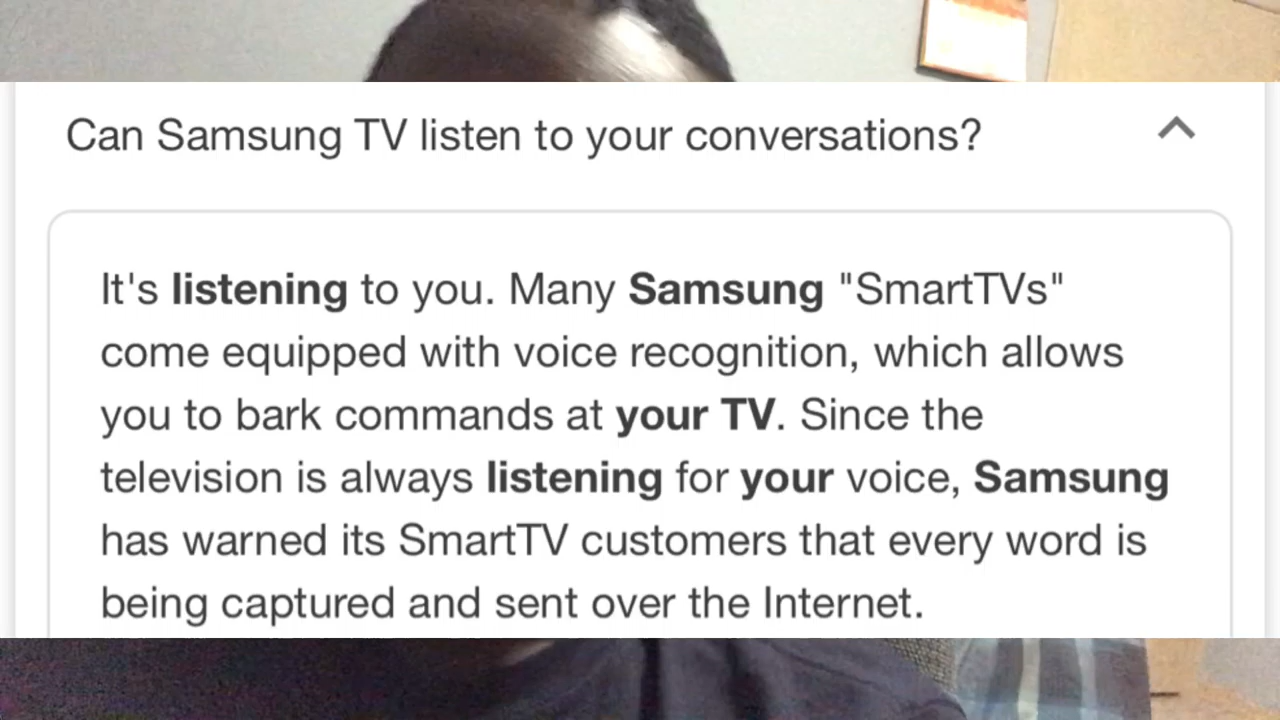 Can Samsung TV listen to your conversations?
It's listening to you. Many Samsung "SmartTVs"
come equipped with voice recognition, which allows
you to bark commands at your TV. Since the
television is always listening for your voice, Samsung
has warned its SmartTV customers that every word is
being captured and sent over the Internet.